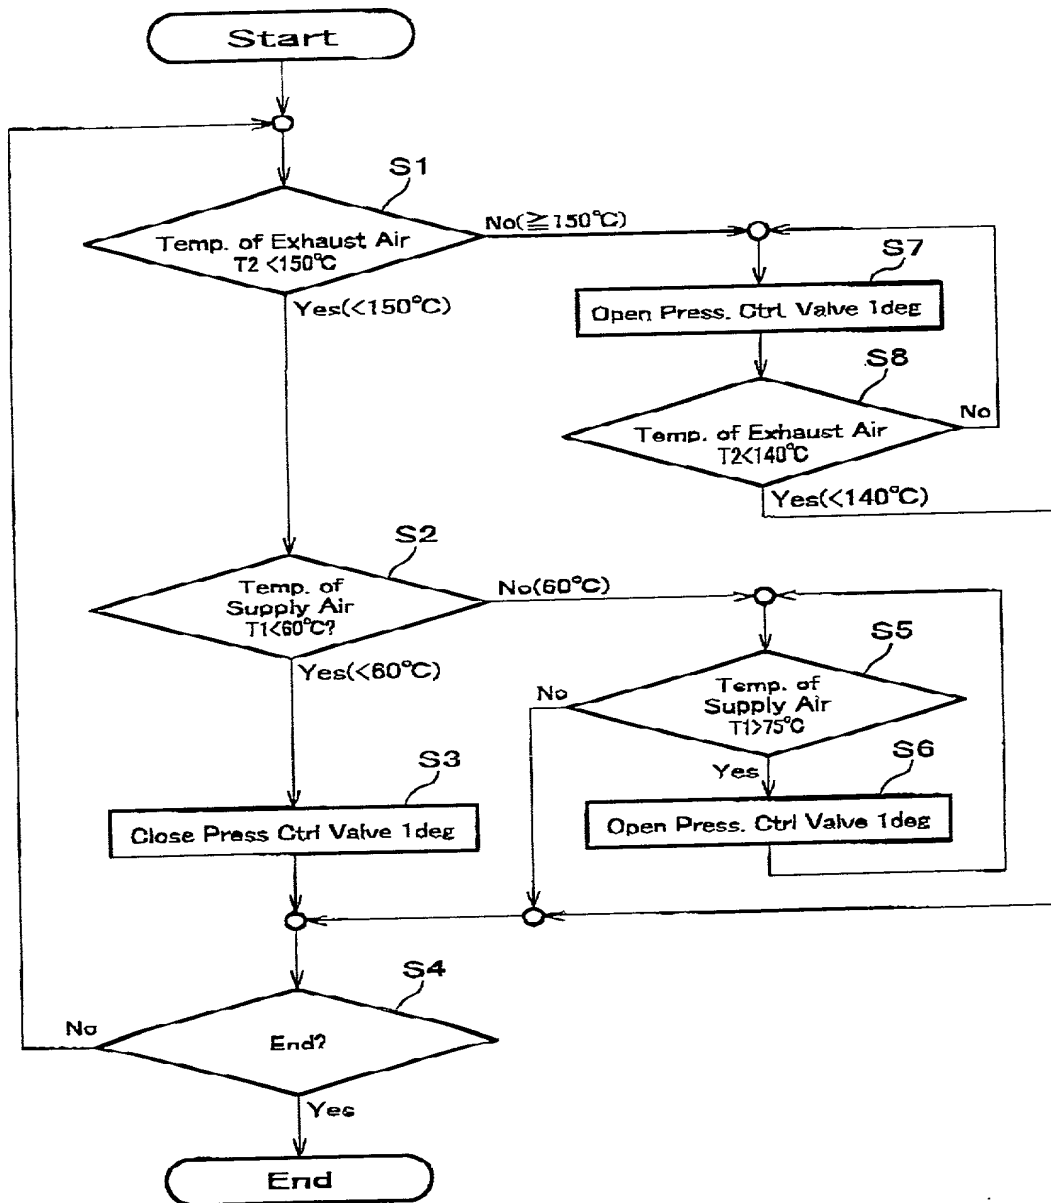 Start
S1
Temp. of Exhaust Air
T2<150°C
No(≧150°C)
Yes(<150°C)
S7
Open Press. Ctrl Valve 1deg
S8
Temp. of Exhaust Air
T2<140°C
No
Yes(<140°C)
S2
Temp. of
Supply Air
T1<60°C?
No(60°C)
Yes(<60°C)
S5
Temp. of
Supply Air
T1>75°C
No
Yes
S6
Open Press. Ctrl Valve 1deg
S3
Close Press Ctrl Valve 1deg
S4
End?
No
Yes
End